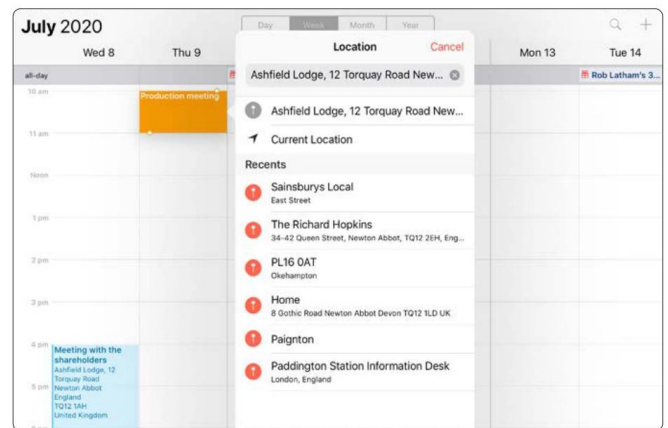 July 2020
Day Week Month Year
Wed 8 Thu 9 Mon 13 Tue 14
Location Cancel
all-day
Rob Latham's 3...
Ashfield Lodge, 12 Torquay Road New...
10 am
Production meeting
Ashfield Lodge, 12 Torquay Road New...
11 am
Current Location
Recents
Noon
Sainsburys Local
East Street
1 pm
The Richard Hopkins
34-42 Queen Street, Newton Abbot, TQ12 2EH, Eng...
2 pm
PL16 0AT
Okehampton
3 pm
Home
8 Gothic Road Newton Abbot Devon TQ12 1LD UK
Paignton
4 pm
Meeting with the
shareholders
Ashfield Lodge, 12
Torquay Road
Newton Abbot
England
TQ12 1AH
United Kingdom
Paddington Station Information Desk
London, England
5 pm